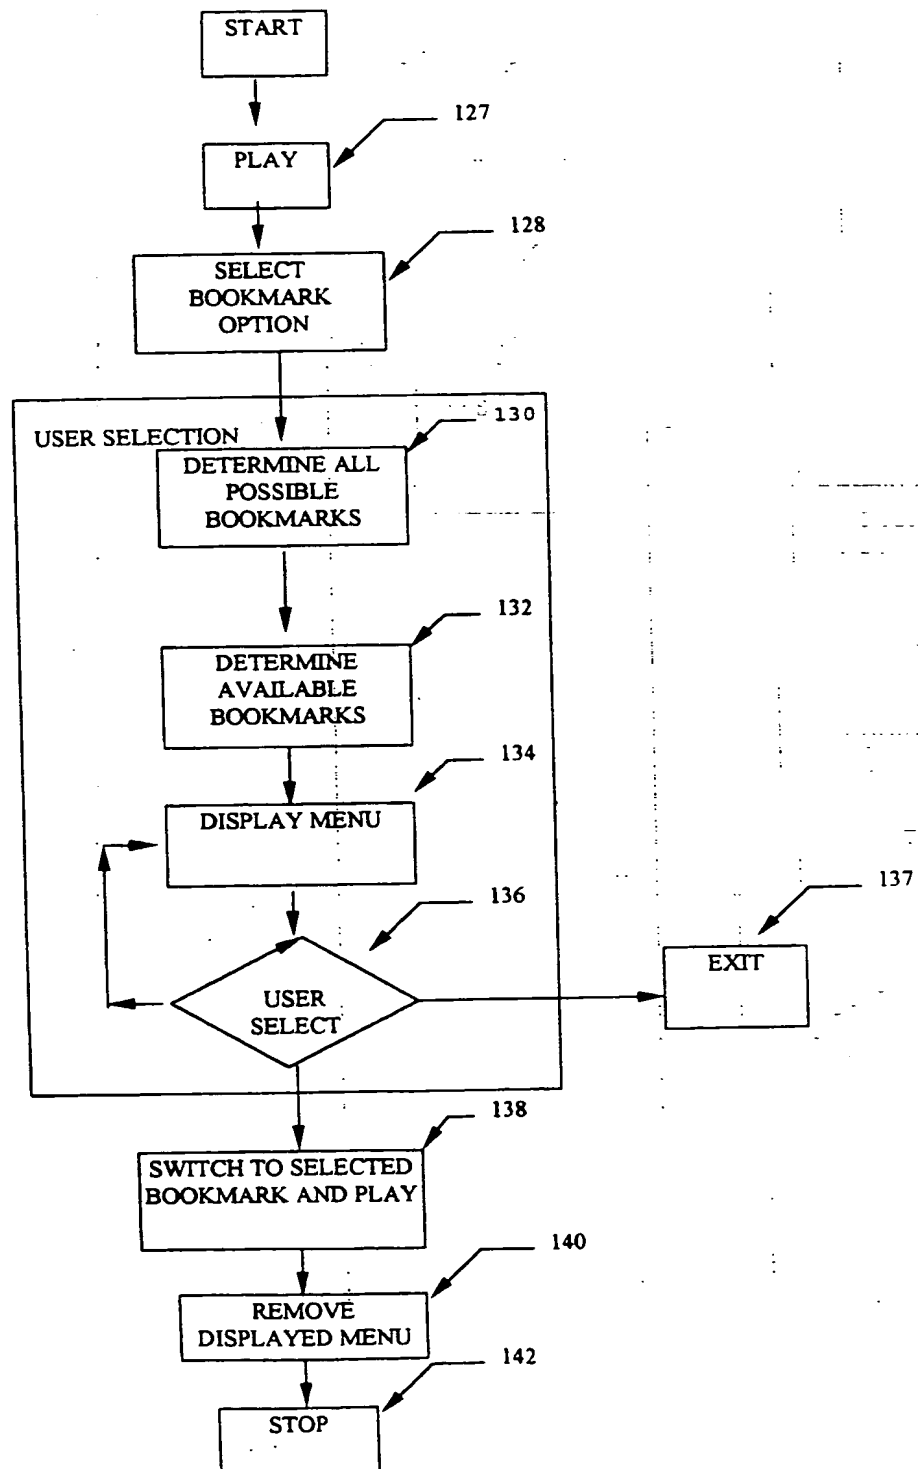 START
127
PLAY
128
SELECT
BOOKMARK
OPTION
130
USER SELECTION
DETERMINE ALL
POSSIBLE
BOOKMARKS
132
DETERMINE
AVAILABLE
BOOKMARKS
134
DISPLAY MENU
136
137
EXIT
USER
SELECT
138
SWITCH TO SELECTED
BOOKMARK AND PLAY
140
REMOVE
DISPLAYED MENU
142
STOP